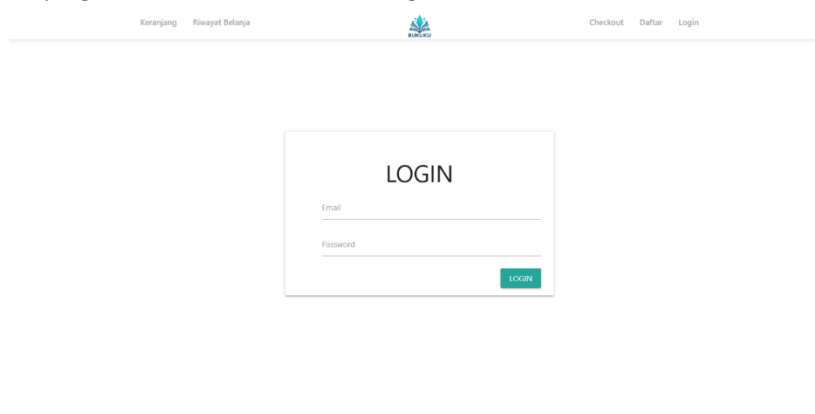 Keranjang Riwayat Belanja BUKUKU Checkout Daftar Login
LOGIN
Email
Password
LOGIN